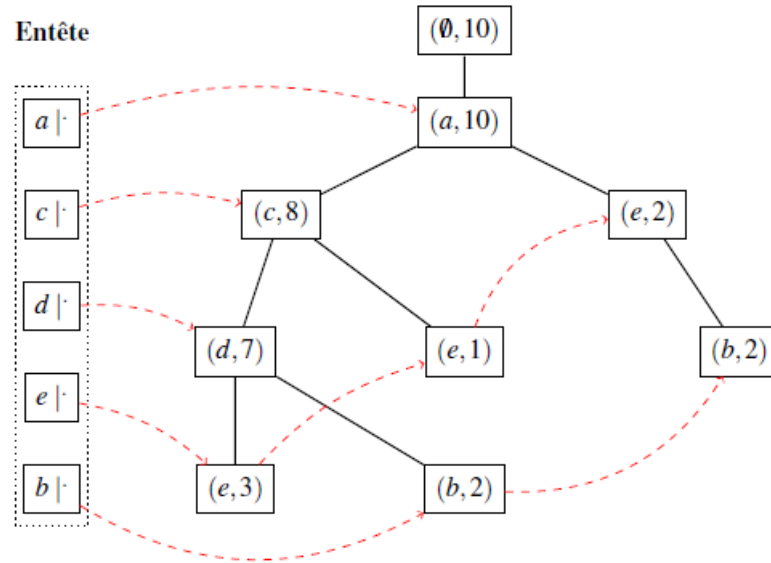 Entête
(∅, 10)
a |·
(a, 10)
c |·
(c, 8)
(e, 2)
d |·
(d, 7)
(e, 1)
(b, 2)
e |·
(e, 3)
b |·
(b, 2)